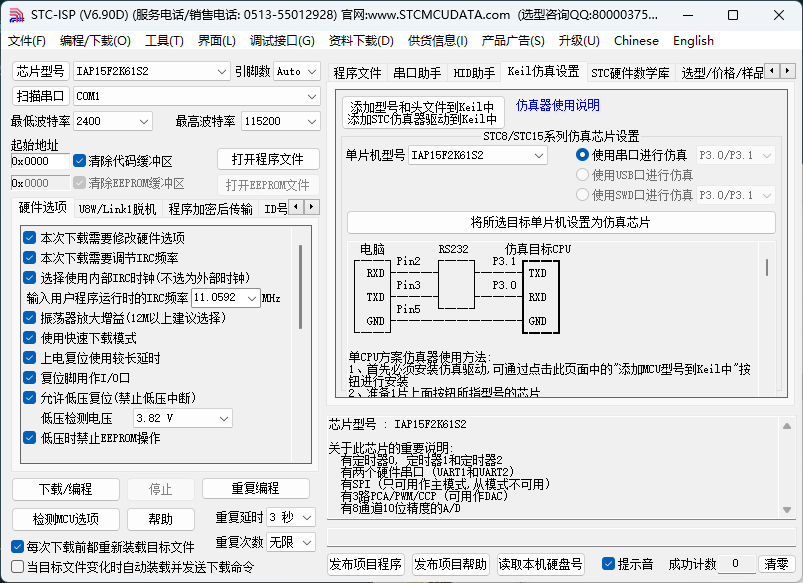 STC-ISP (V6.90D) (服务电话/销售电话: 0513-55012928) 官网:www.STCMCUDATA.com (选型咨询QQ:80000375...
文件(F) 编程/下载(O) 工具(T) 界面(L) 调试接口(G) 资料下载(D) 供货信息(I) 产品广告(S) 升级(U) Chinese English
芯片型号 IAP15F2K61S2 引脚数 Auto
扫描串口 COM1
最低波特率 2400 最高波特率 115200
起始地址
0x0000 清除代码缓冲区 打开程序文件
0x0000 清除EEPROM缓冲区 打开EEPROM文件
硬件选项 U8W/Link1脱机 程序加密后传输 ID号
本次下载需要修改硬件选项
本次下载需要调节IRC频率
选择使用内部IRC时钟(不选为外部时钟)
输入用户程序运行时的IRC频率 11.0592 MHz
振荡器放大增益(12M以上建议选择)
使用快速下载模式
上电复位使用较长延时
复位脚用作I/O口
允许低压复位(禁止低压中断)
低压检测电压 3.82 V
低压时禁止EEPROM操作
下载/编程 停止 重复编程
检测MCU选项 帮助 重复延时 3 秒
重复次数 无限
每次下载前都重新装载目标文件
当目标文件变化时自动装载并发送下载命令
程序文件 串口助手 HID助手 Keil仿真设置 STC硬件数学库 选型/价格/样品
添加型号和头文件到Keil中
添加STC仿真器驱动到Keil中
仿真器使用说明
STC8/STC15系列仿真芯片设置
单片机型号 IAP15F2K61S2 使用串口进行仿真 P3.0/P3.1
使用USB口进行仿真
使用SWD口进行仿真 P3.0/P3.1
将所选目标单片机设置为仿真芯片
电脑 RS232 仿真目标CPU
Pin2 P3.1
RXD TXD
Pin3 P3.0
TXD RXD
Pin5
GND GND
单CPU方案仿真器使用方法:
1、首先必须安装仿真驱动,可通过点击此页面中的"添加MCU型号到Keil中"按
钮进行安装
2、准备1片上面按钮所指型号的芯片
芯片型号 : IAP15F2K61S2
关于此芯片的重要说明:
有定时器0, 定时器1和定时器2
有两个硬件串口 (UART1和UART2)
有SPI (只可用作主模式,从模式不可用)
有3路PCA/PWM/CCP (可用作DAC)
有8通道10位精度的A/D
发布项目程序 发布项目帮助 读取本机硬盘号 提示音 成功计数 0 清零